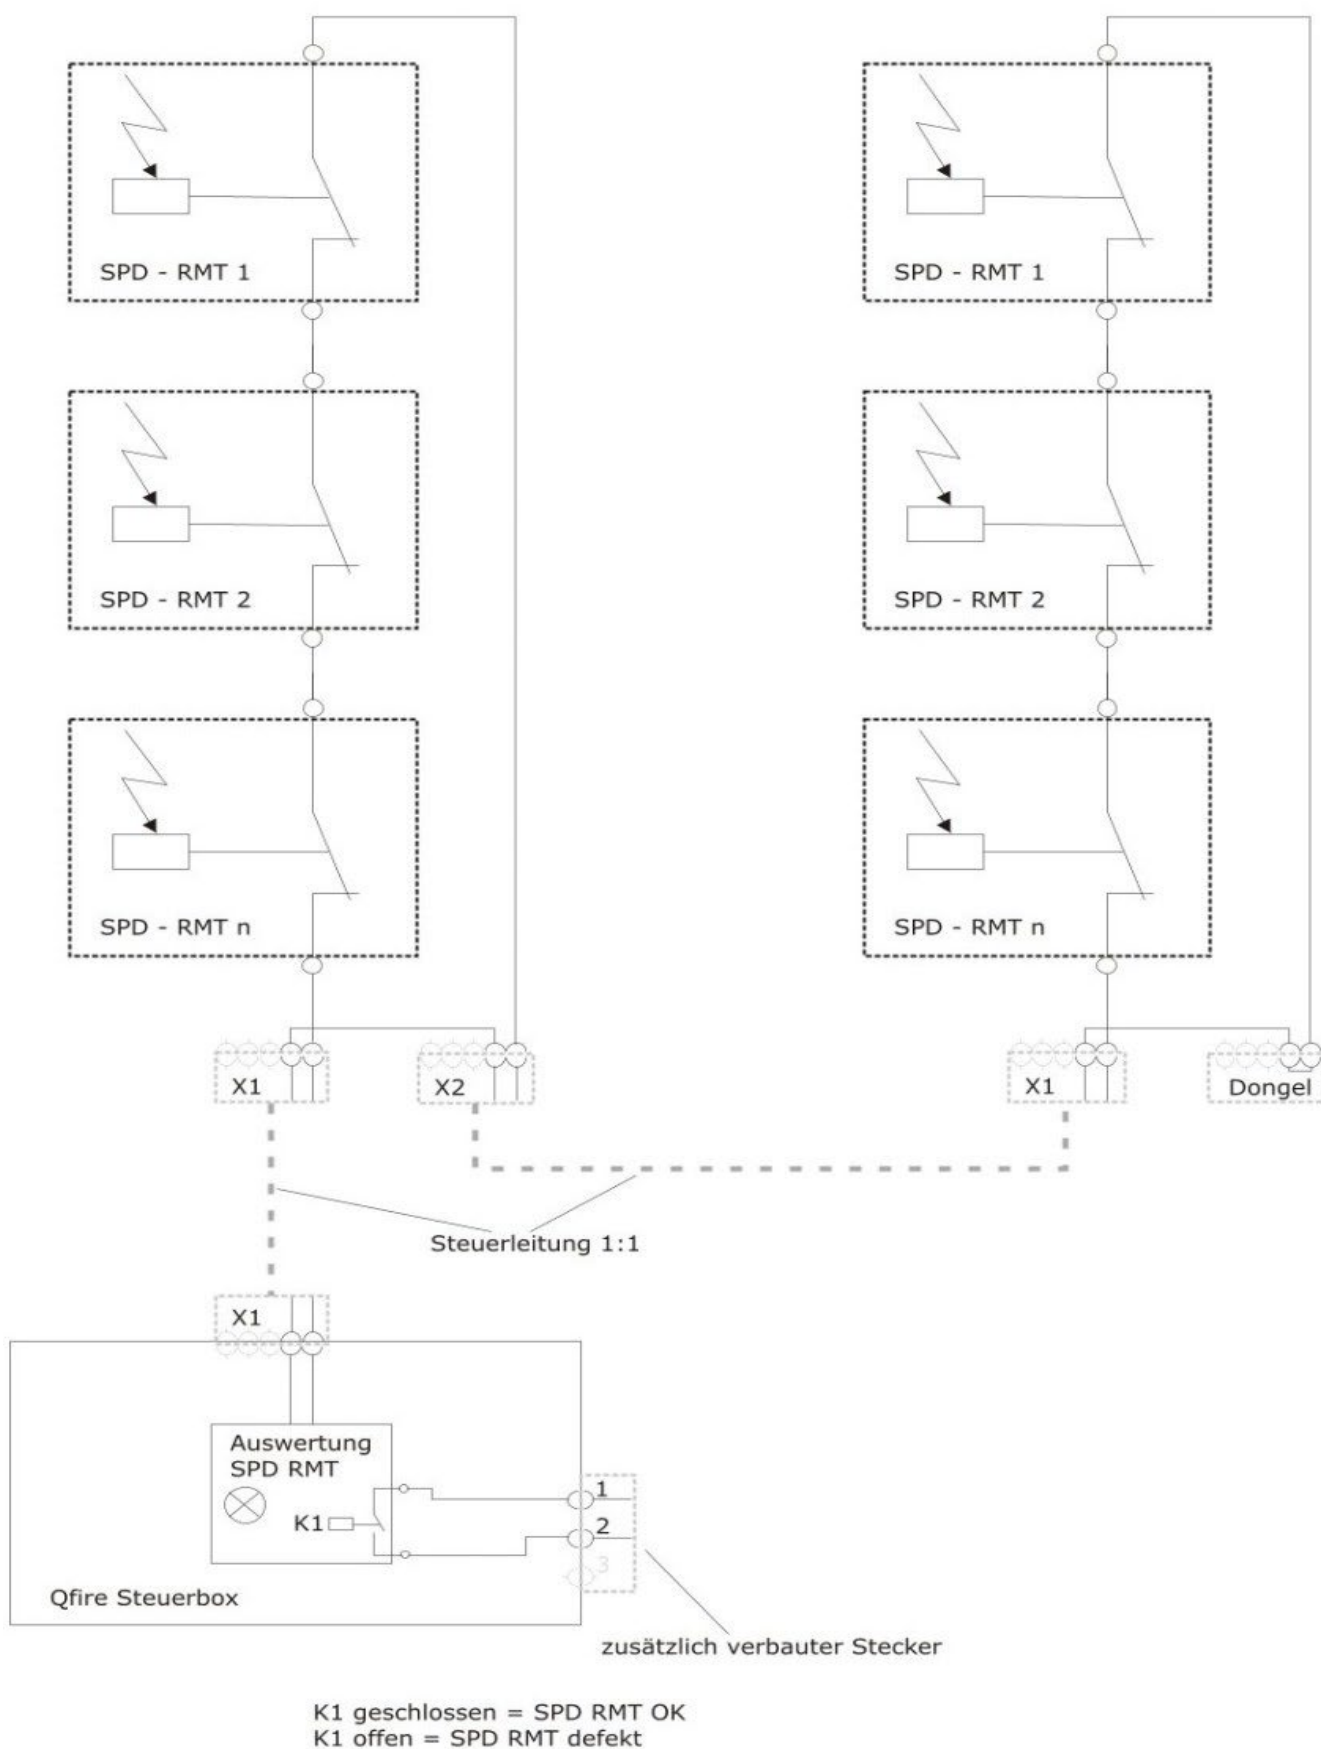 SPD - RMT 1
SPD - RMT 1
SPD - RMT 2
SPD - RMT 2
SPD - RMT n
SPD - RMT n
X1
X2
X1
Dongel
Steuerleitung 1:1
X1
Auswertung
SPD RMT
K1
1
2
3
Qfire Steuerbox
zusätzlich verbauter Stecker
K1 geschlossen = SPD RMT OK
K1 offen = SPD RMT defekt